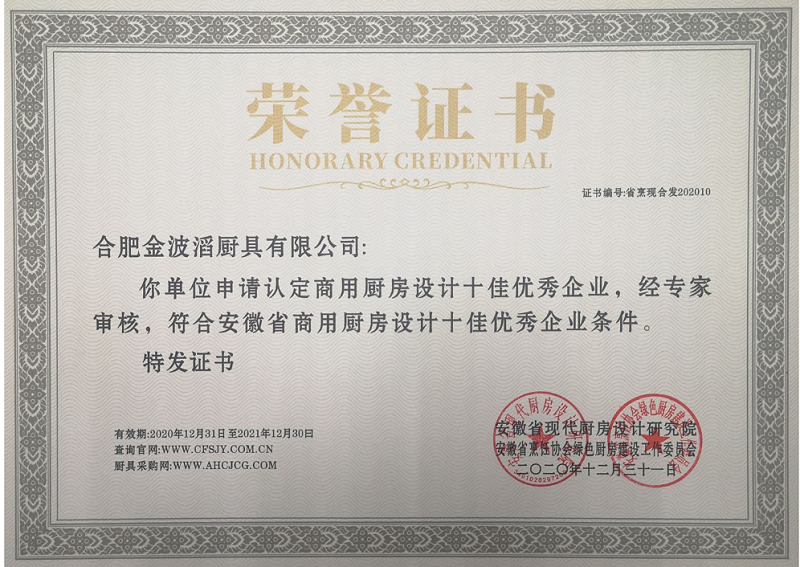 荣誉证书
HONORARY CREDENTIAL
证书编号:省烹现合发202010
合肥金波滔厨具有限公司:
你单位申请认定商用厨房设计十佳优秀企业，经专家
审核，符合安徽省商用厨房设计十佳优秀企业条件。
特发证书
有效期:2020年12月31日至2021年12月30日
查询官网:WWW.CFSJY.COM.CN
厨具采购网:WWW.AHCJCG.COM
安徽省现代厨房设计研究院
安徽省烹饪协会绿色厨房建设工作委员会
二〇二〇年十二月三十一日